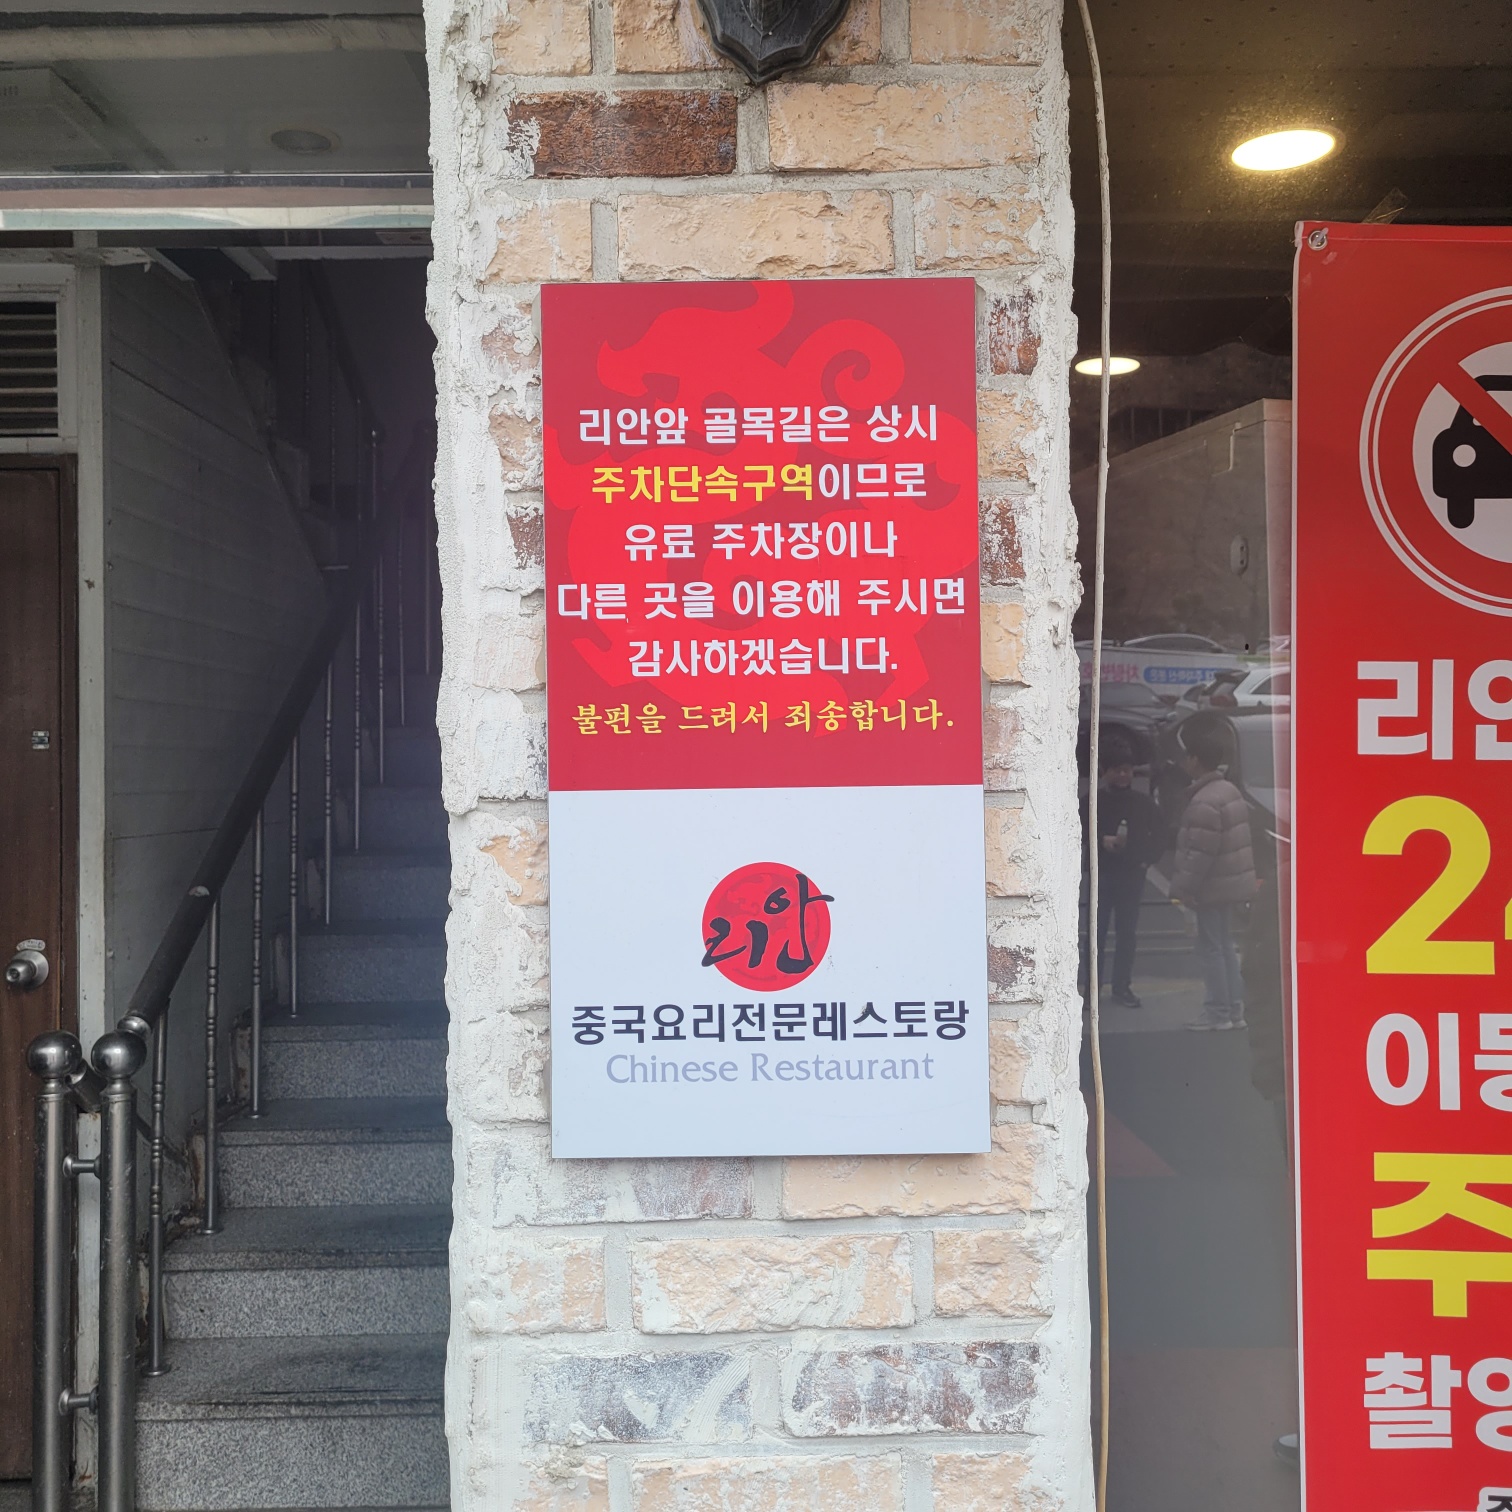 리안앞 골목길은 상시
주차단속구역이므로
유료 주차장이나
다른 곳을 이용해 주시면
감사하겠습니다.
불편을 드려서 죄송합니다.
리안
중국요리전문레스토랑
Chinese Restaurant
리안
2
이동
주
촬영